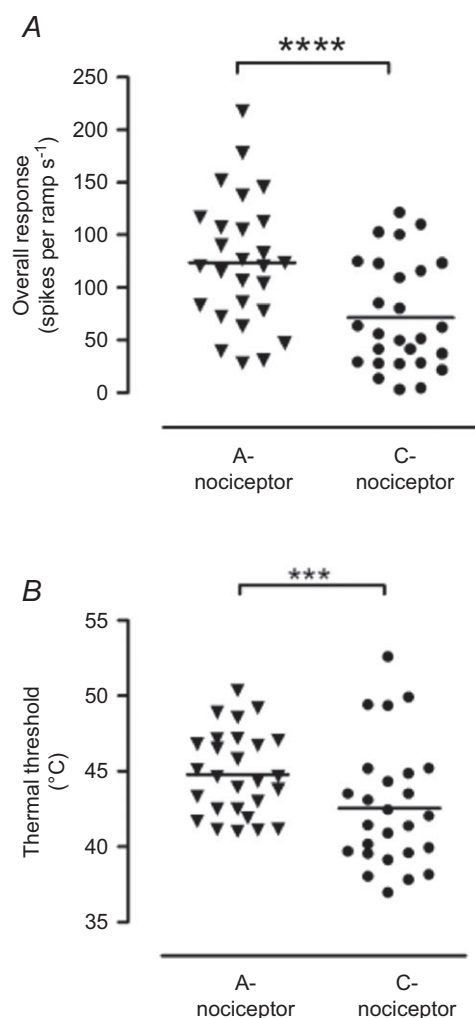 A
****
Overall response
(spikes per ramp s⁻¹)
250
200
150
100
100
50
0
A-
nociceptor
C-
nociceptor
B
***
Thermal threshold
(°C)
55
50
45
40
35
A-
nociceptor
C-
nociceptor